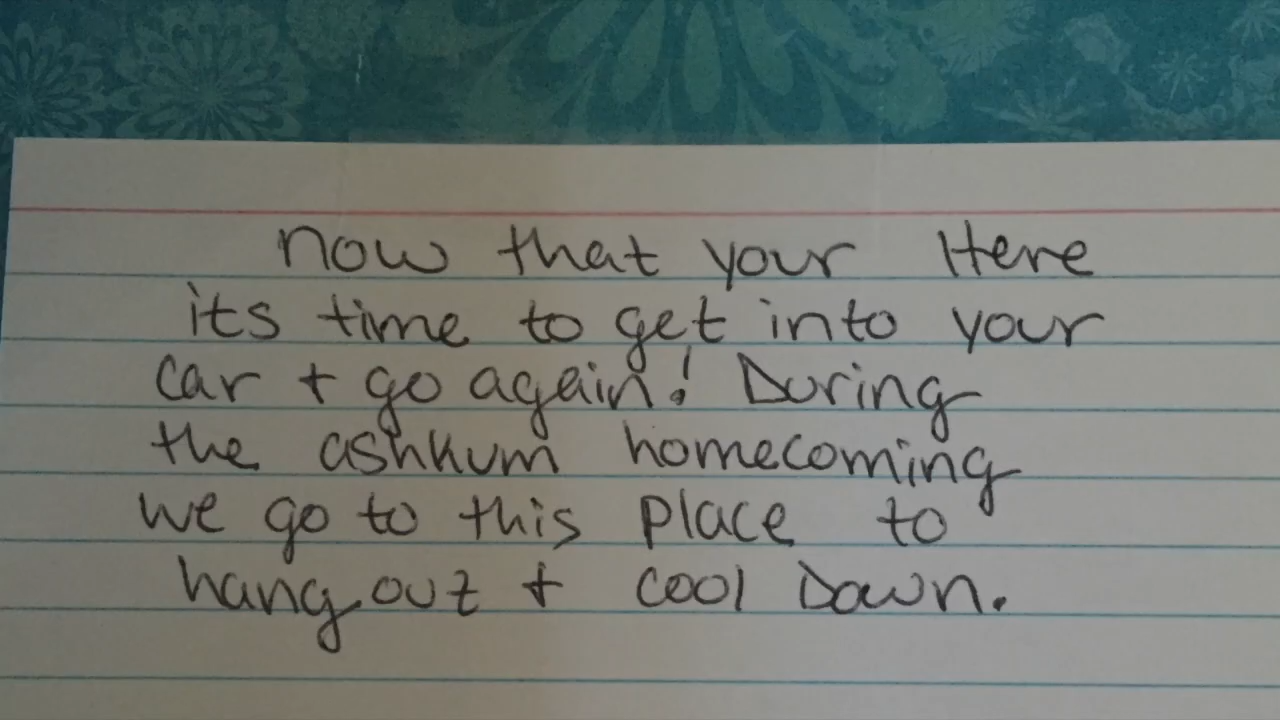 now that your Here
its time to get into your
car + go again! During
the ashkum homecoming
we go to this place to
hang out + cool Down.